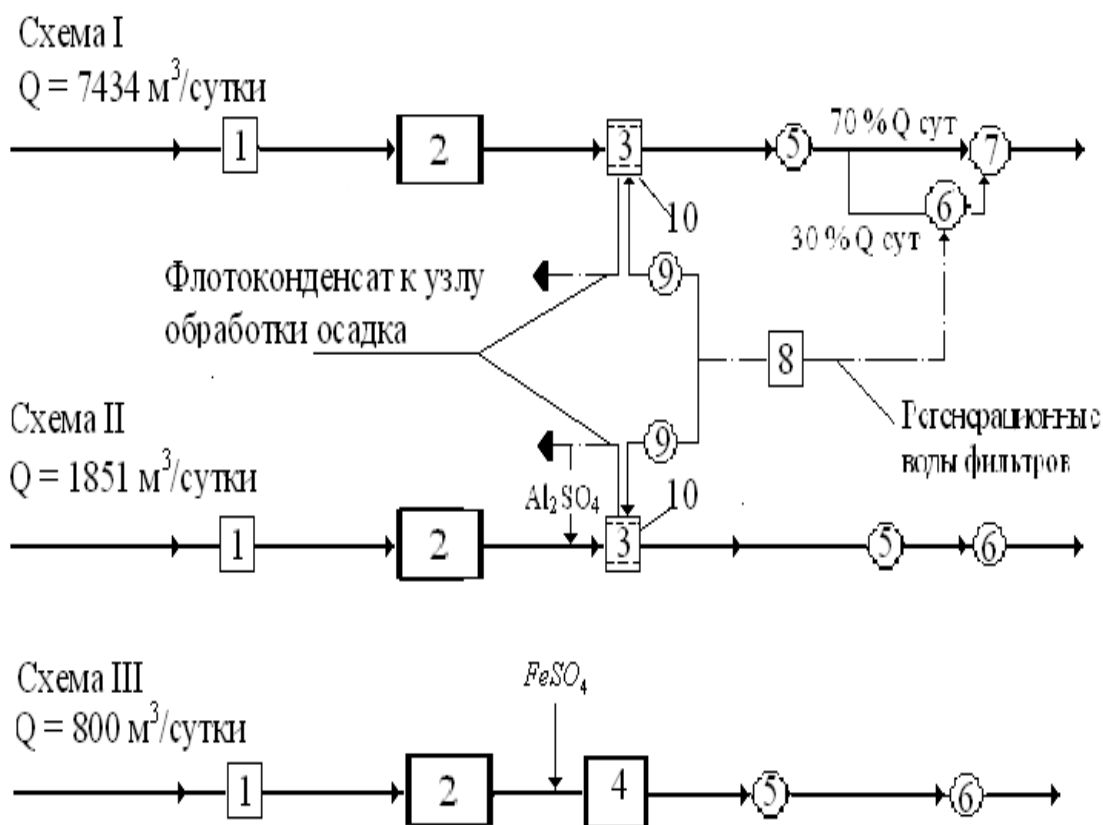 Схема I
Q = 7434 м³/сутки
1
2
3
5
70 % Q сут
7
6
30 % Q сут
10
9
Флотоконденсат к узлу
обработки осадка
8
Регенерационные
воды фильтров
Схема II
Q = 1851 м³/сутки
9
Al₂SO₄
10
1
2
3
5
6
Схема III
Q = 800 м³/сутки
FeSO₄
1
2
4
5
6